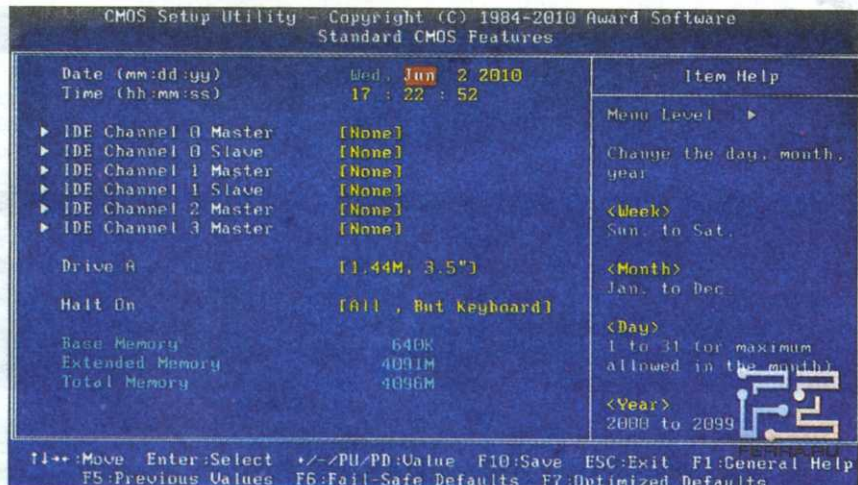 CMOS Setup Utility - Copyright (C) 1984-2010 Award Software
Standard CMOS Features
Date (mm:dd:yy) Wed, Jun 2 2010
Time (hh:mm:ss) 17 : 22 : 52
▶ IDE Channel 0 Master [None]
▶ IDE Channel 0 Slave [None]
▶ IDE Channel 1 Master [None]
▶ IDE Channel 1 Slave [None]
▶ IDE Channel 2 Master [None]
▶ IDE Channel 3 Master [None]
Drive A [1.44M, 3.5"]
Halt On [All , But Keyboard]
Base Memory 640K
Extended Memory 4091M
Total Memory 4096M
Item Help
Menu Level ▶
Change the day, month,
year
<Week>
Sun. to Sat.
<Month>
Jan. to Dec.
<Day>
1 to 31 (or maximum
allowed in the month)
<Year>
2000 to 2099
FERRA.RU
↑↓→←:Move Enter:Select +/-/PU/PD:Value F10:Save ESC:Exit F1:General Help
F5:Previous Values F6:Fail-Safe Defaults F7:Optimized Defaults